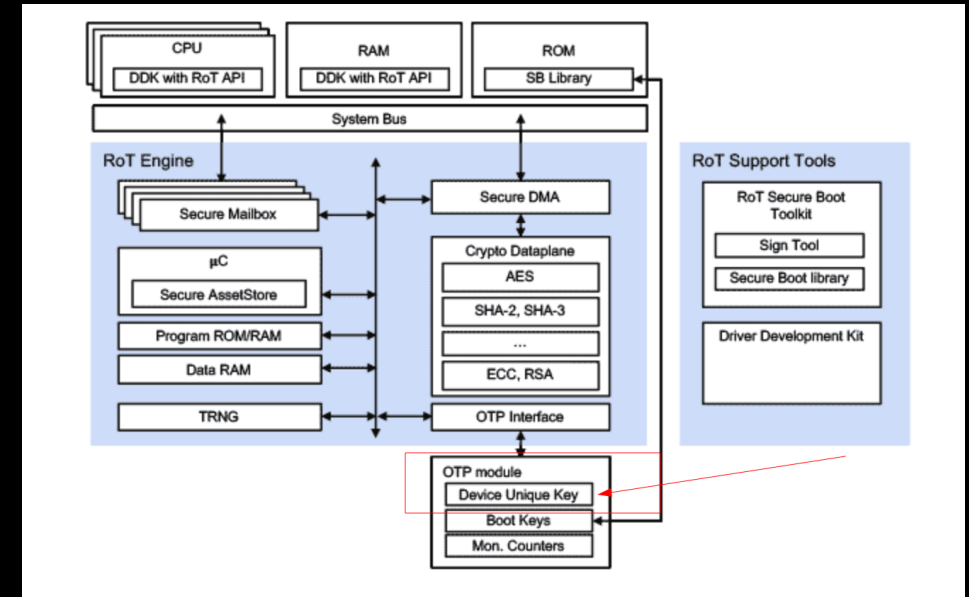 CPU
DDK with RoT API
RAM
DDK with RoT API
ROM
SB Library
System Bus
RoT Engine
Secure Mailbox
µC
Secure AssetStore
Program ROM/RAM
Data RAM
TRNG
Secure DMA
Crypto Dataplane
AES
SHA-2, SHA-3
...
ECC, RSA
OTP Interface
OTP module
Device Unique Key
Boot Keys
Mon. Counters
RoT Support Tools
RoT Secure Boot
Toolkit
Sign Tool
Secure Boot library
Driver Development Kit